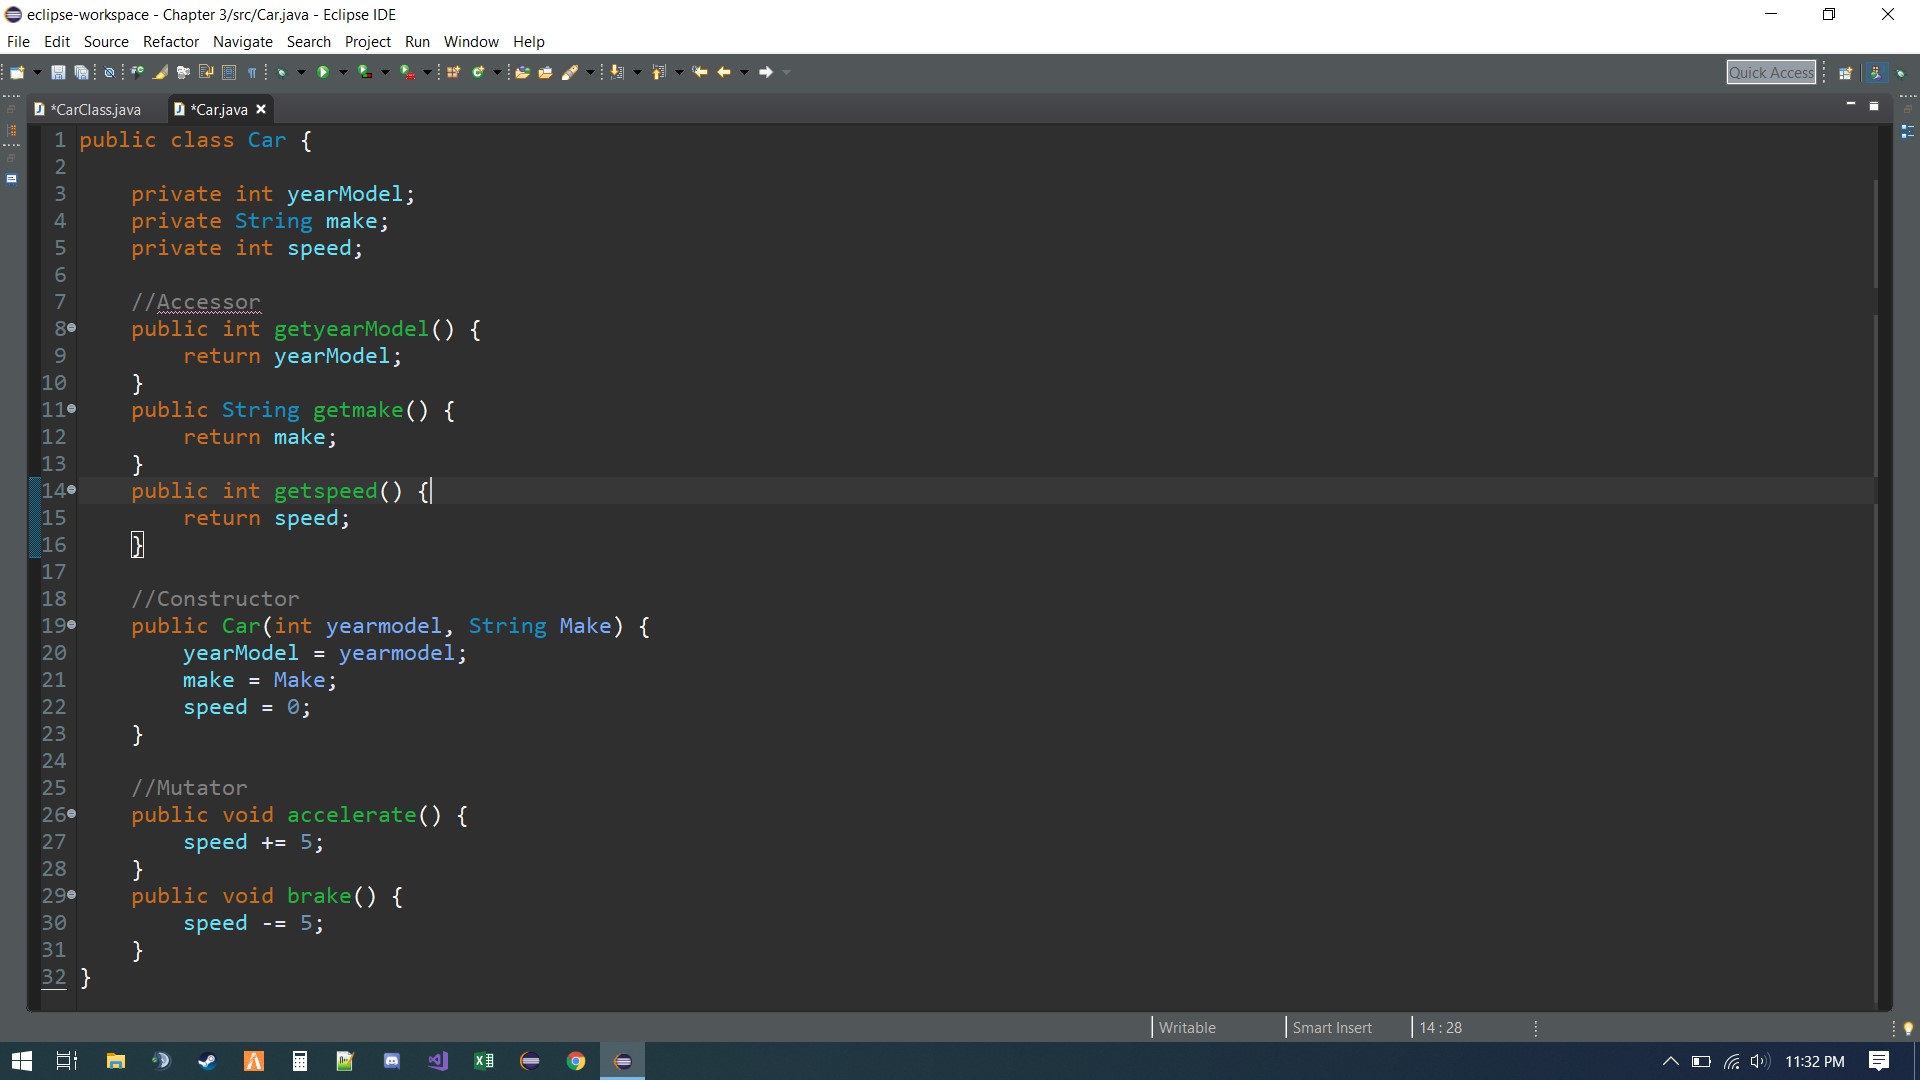 eclipse-workspace - Chapter 3/src/Car.java - Eclipse IDE
File Edit Source Refactor Navigate Search Project Run Window Help
Quick Access
*CarClass.java *Car.java
1 public class Car {
2
3     private int yearModel;
4     private String make;
5     private int speed;
6
7     //Accessor
8     public int getyearModel() {
9         return yearModel;
10     }
11     public String getmake() {
12         return make;
13     }
14     public int getspeed() {
15         return speed;
16     }
17
18     //Constructor
19     public Car(int yearmodel, String Make) {
20         yearModel = yearmodel;
21         make = Make;
22         speed = 0;
23     }
24
25     //Mutator
26     public void accelerate() {
27         speed += 5;
28     }
29     public void brake() {
30         speed -= 5;
31     }
32 }
Writable Smart Insert 14 : 28
11:32 PM